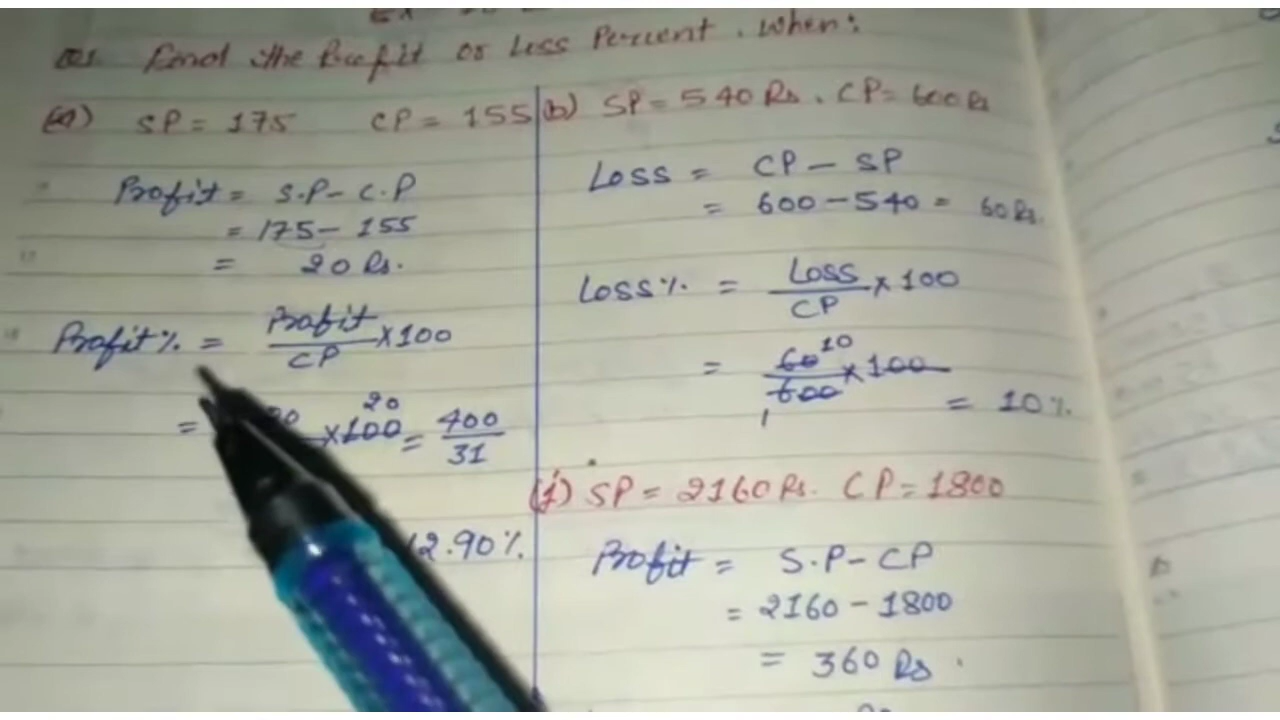 Q1. Find the Profit or Loss Percent. When:
(a) SP = 175 CP = 155
Profit = S.P - C.P
= 175 - 155
= 20 Rs.
Profit % = Profit/CP × 100
= 20 × 100 20 = 400/31
12.90%
(b) SP = 540 Rs, CP = 600 Rs
Loss = CP - SP
= 600 - 540 = 60 Rs.
Loss % = Loss/CP × 100
= 60/600 × 100 10
1
= 10%.
(j) SP = 2160 Rs. CP = 1800
Profit = S.P - CP
= 2160 - 1800
= 360 Rs.